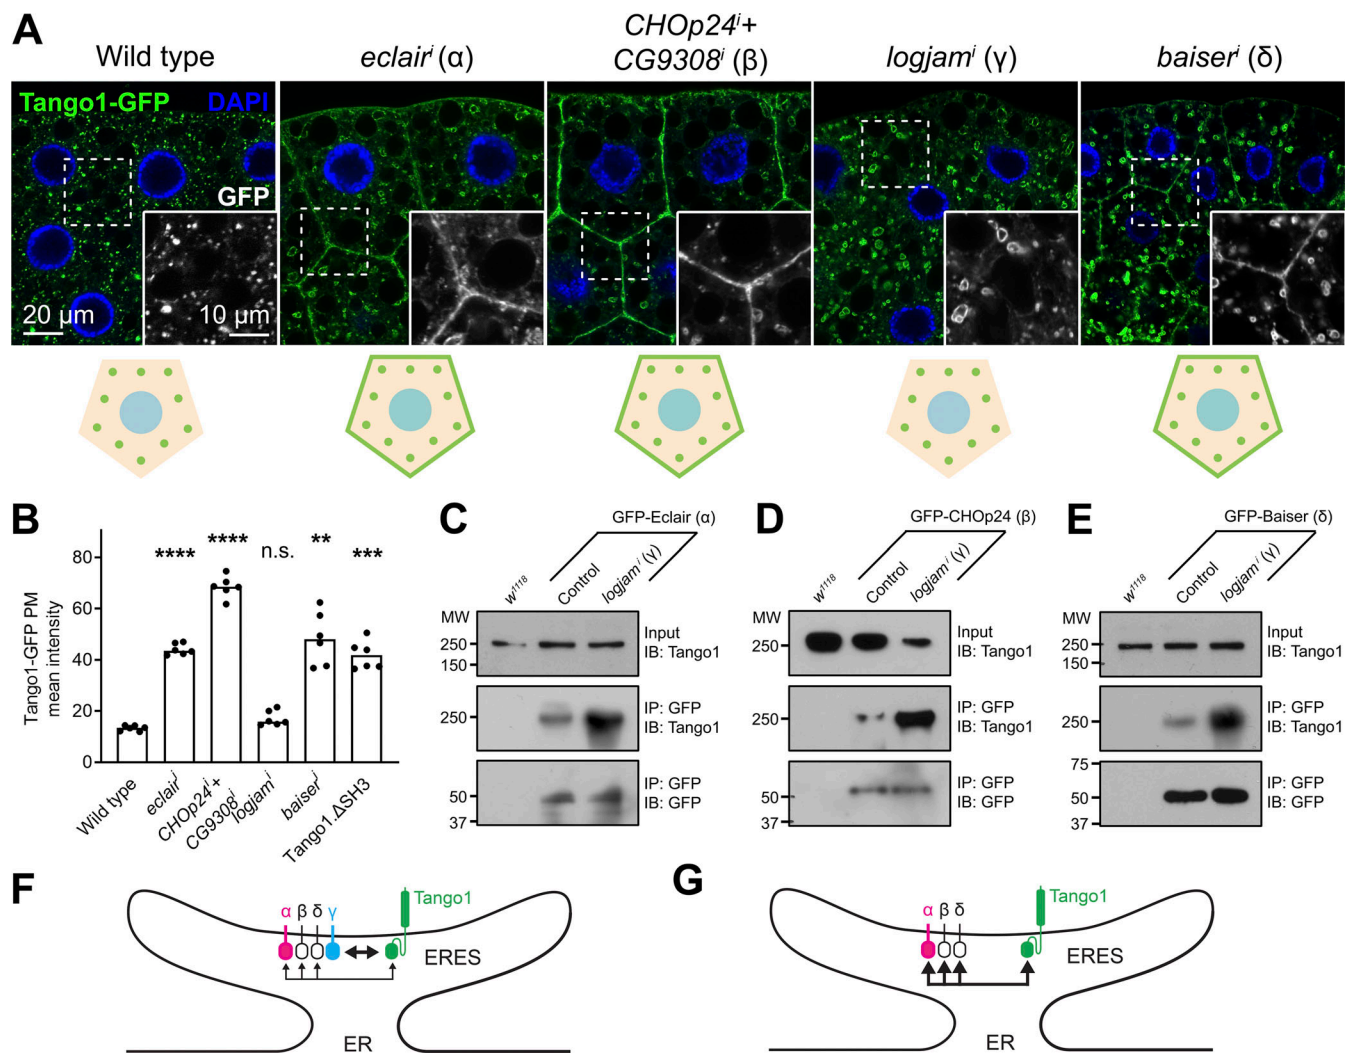 A
Wild type
eclairⁱ (α)
CHOp24ⁱ+
CG9308ⁱ (β)
logjamⁱ (γ)
baiserⁱ (δ)
Tango1-GFP DAPI
GFP
20 µm
10 µm
B
Tango1-GFP PM
mean intensity
80
60
40
20
0
****
****
n.s.
**
***
Wild type
eclairⁱ
CHOp24ⁱ+
CG9308ⁱ
logjamⁱ
baiserⁱ
Tango1.ΔSH3
C
GFP-Eclair (α)
w¹¹¹⁸
Control
logjamⁱ (γ)
MW
250
150
Input
IB: Tango1
250
IP: GFP
IB: Tango1
50
37
IP: GFP
IB: GFP
D
GFP-CHOp24 (β)
w¹¹¹⁸
Control
logjamⁱ (γ)
MW
250
Input
IB: Tango1
250
IP: GFP
IB: Tango1
50
37
IP: GFP
IB: GFP
E
GFP-Baiser (δ)
w¹¹¹⁸
Control
logjamⁱ (γ)
MW
250
150
Input
IB: Tango1
250
IP: GFP
IB: Tango1
75
50
37
IP: GFP
IB: GFP
F
α β δ γ
Tango1
ERES
ER
G
α β δ
Tango1
ERES
ER